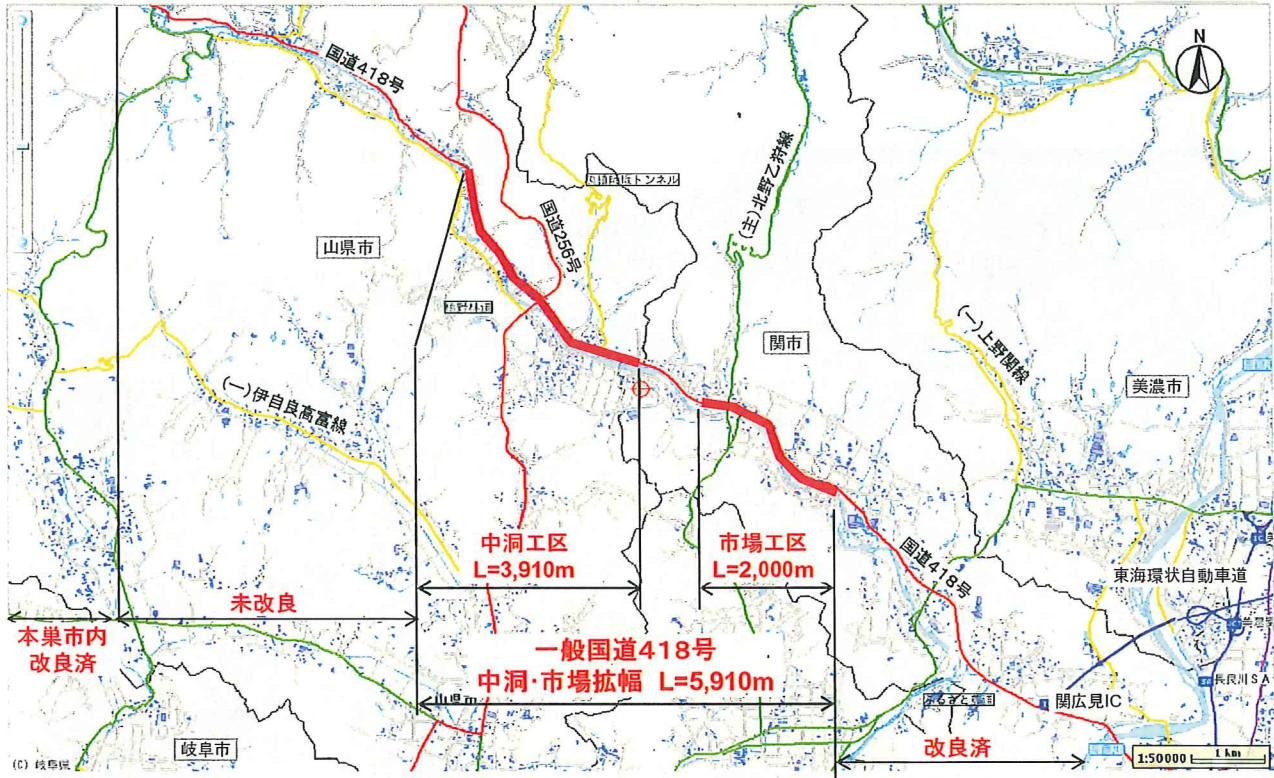 N
国道418号
国道256号
(主)北野乙狩線
山県市
関市
(一)上野関線
美濃市
(一)伊自良高富線
中洞工区
L=3,910m
市場工区
L=2,000m
国道418号
東海環状自動車道
未改良
本巣市内
改良済
一般国道418号
中洞・市場拡幅 L=5,910m
山県市
長良川SA
関広見IC
岐阜市
改良済
(C) 岐阜県
1:50000
1 km